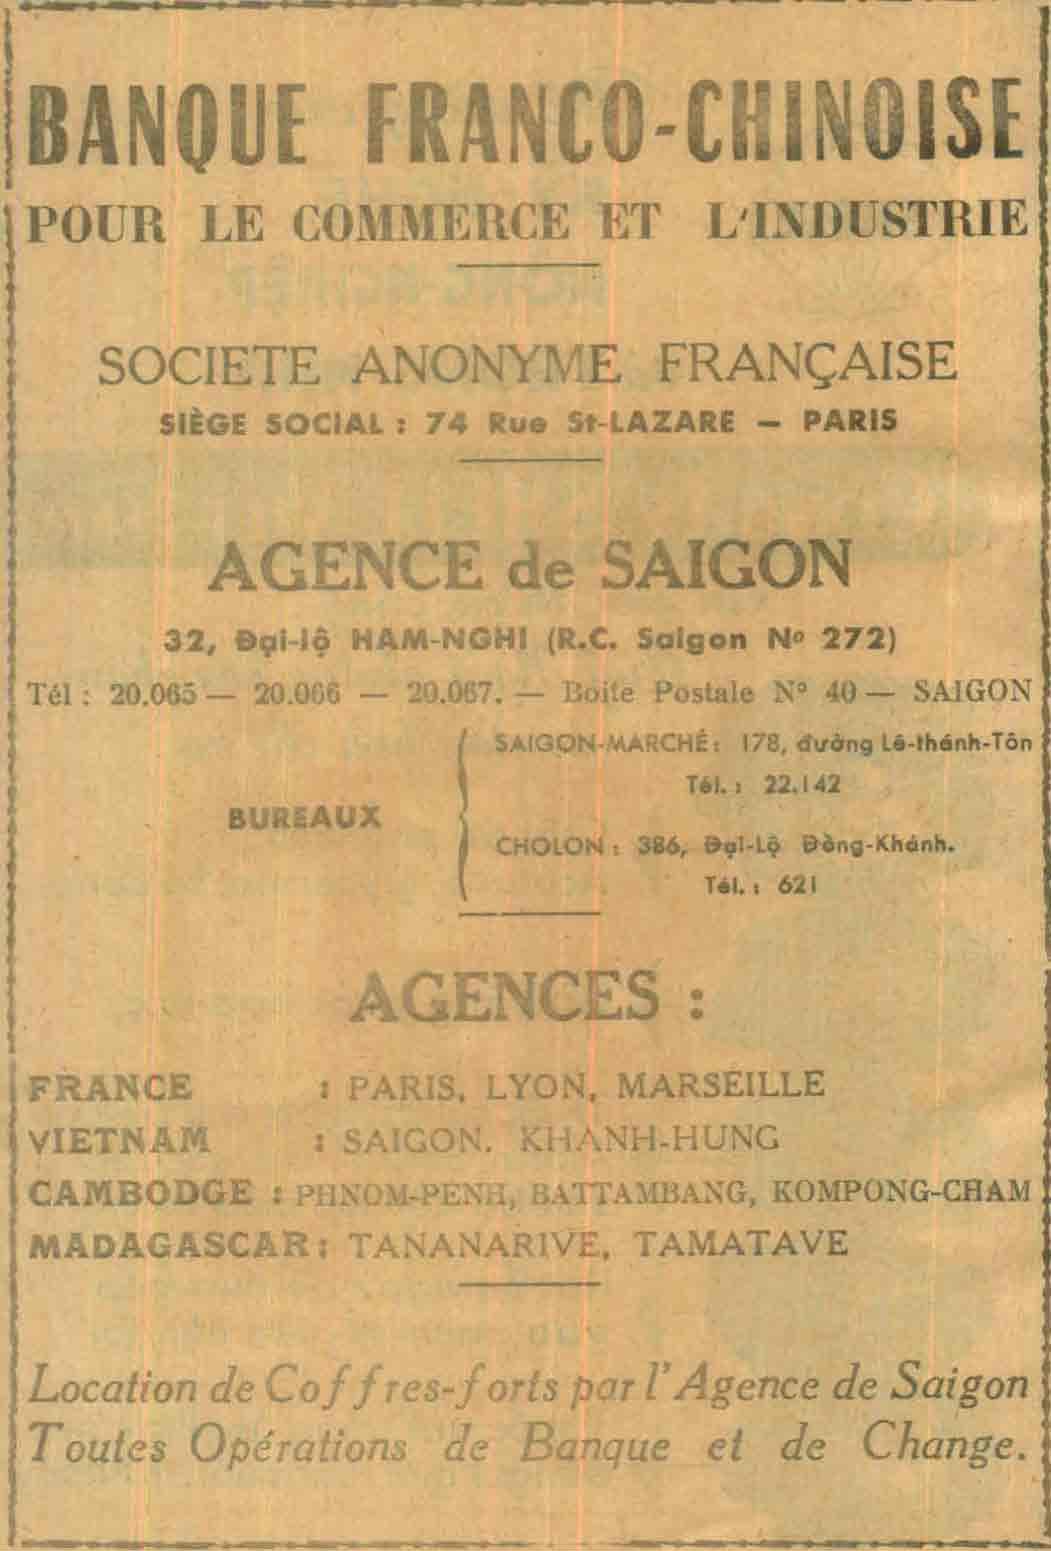 BANQUE FRANCO-CHINOISE
POUR LE COMMERCE ET L'INDUSTRIE
SOCIETE ANONYME FRANÇAISE
SIÈGE SOCIAL : 74 Rue St-LAZARE — PARIS
AGENCE de SAIGON
32, Đại-lộ HAM-NGHI (R.C. Saigon Nº 272)
Tél : 20.065 — 20.066 — 20.067. — Boite Postale N° 40 — SAIGON
BUREAUX
SAIGON-MARCHÉ : 178, đường Lê-thánh-Tôn
Tél. : 22.142
CHOLON : 386, Đại-Lộ Đồng-Khánh.
Tél. : 621
AGENCES :
FRANCE : PARIS, LYON, MARSEILLE
VIETNAM : SAIGON, KHANH-HUNG
CAMBODGE : PHNOM-PENH, BATTAMBANG, KOMPONG-CHAM
MADAGASCAR : TANANARIVE, TAMATAVE
Location de Coffres-forts par l'Agence de Saigon
Toutes Opérations de Banque et de Change.